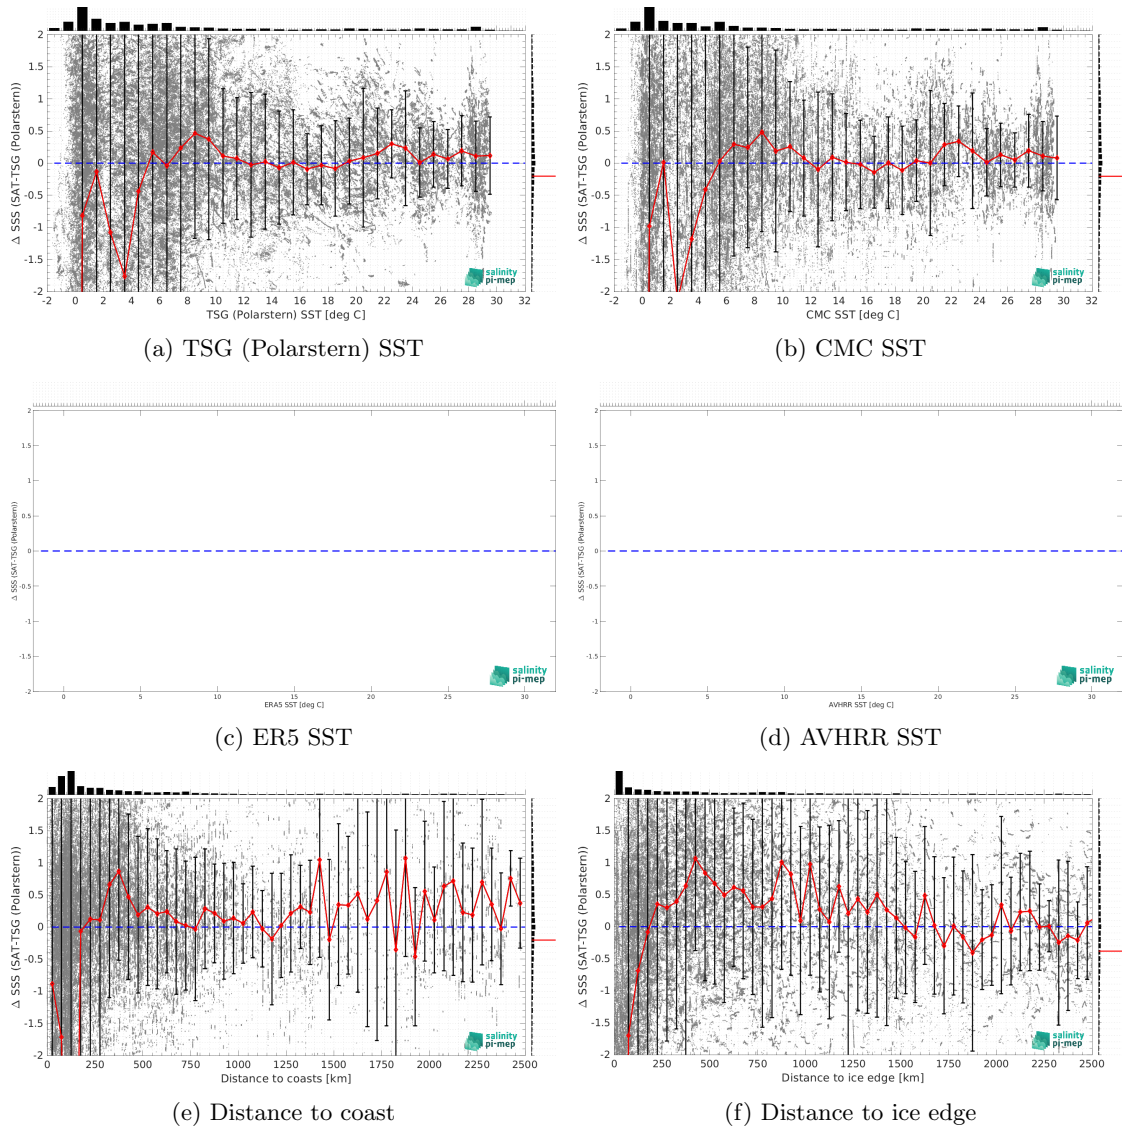 2
1.5
1
0.5
0
-0.5
-1
-1.5
-2
Δ SSS (SAT-TSG (Polarstern))
-2 0 2 4 6 8 10 12 14 16 18 20 22 24 26 28 30 32
TSG (Polarstern) SST [deg C]
salinity
pi-mep
(a) TSG (Polarstern) SST
2
1.5
1
0.5
0
-0.5
-1
-1.5
-2
Δ SSS (SAT-TSG (Polarstern))
-2 0 2 4 6 8 10 12 14 16 18 20 22 24 26 28 30 32
CMC SST [deg C]
salinity
pi-mep
(b) CMC SST
2
1.5
1
0.5
0
-0.5
-1
-1.5
-2
Δ SSS (SAT-TSG (Polarstern))
0 5 10 15 20 25 30
ERA5 SST [deg C]
salinity
pi-mep
(c) ER5 SST
2
1.5
1
0.5
0
-0.5
-1
-1.5
-2
Δ SSS (SAT-TSG (Polarstern))
0 5 10 15 20 25 30
AVHRR SST [deg C]
salinity
pi-mep
(d) AVHRR SST
2
1.5
1
0.5
0
-0.5
-1
-1.5
-2
Δ SSS (SAT-TSG (Polarstern))
0 250 500 750 1000 1250 1500 1750 2000 2250 2500
Distance to coasts [km]
salinity
pi-mep
(e) Distance to coast
2
1.5
1
0.5
0
-0.5
-1
-1.5
-2
Δ SSS (SAT-TSG (Polarstern))
0 250 500 750 1000 1250 1500 1750 2000 2250 2500
Distance to ice edge [km]
salinity
pi-mep
(f) Distance to ice edge